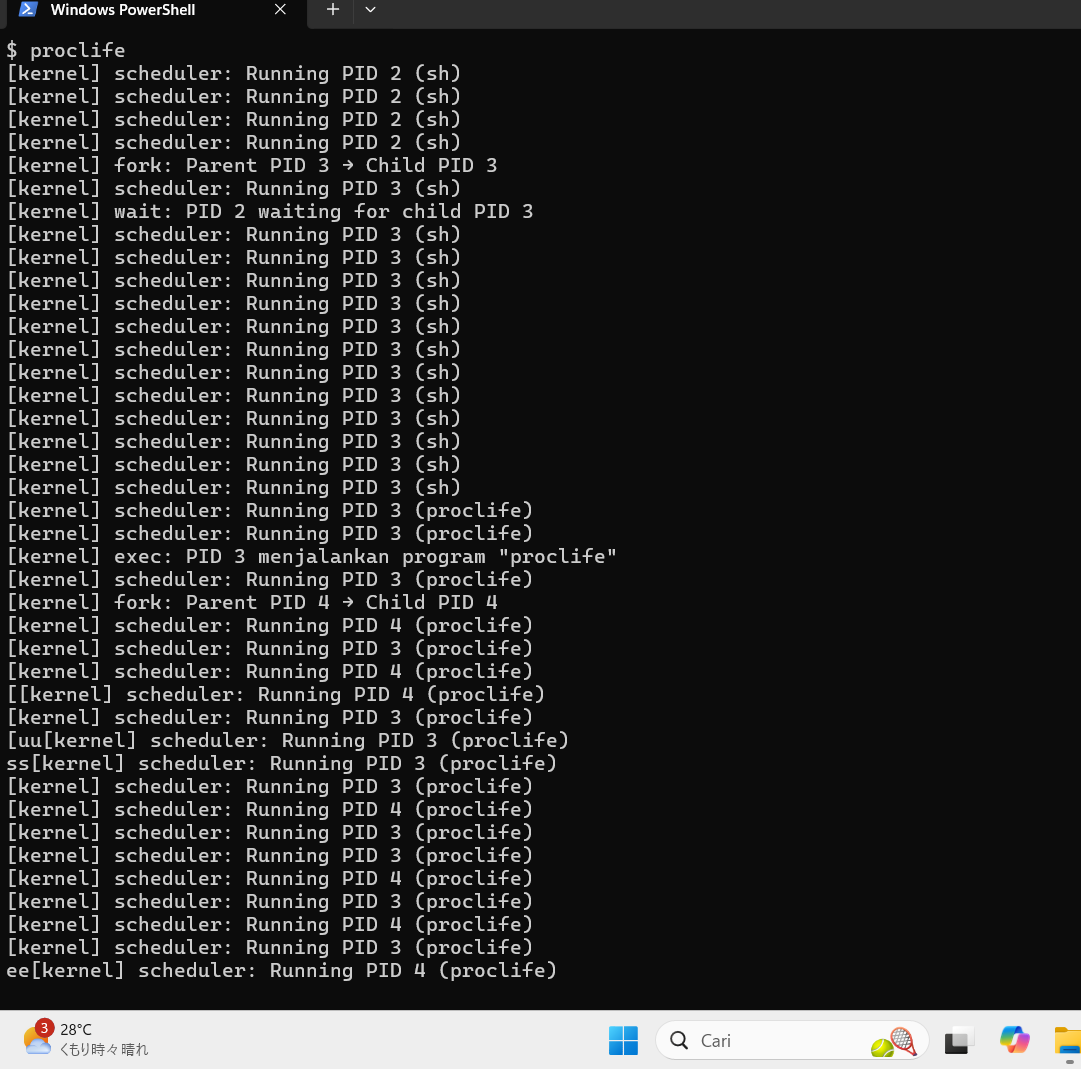 Windows PowerShell
$ proclife
[kernel] scheduler: Running PID 2 (sh)
[kernel] scheduler: Running PID 2 (sh)
[kernel] scheduler: Running PID 2 (sh)
[kernel] scheduler: Running PID 2 (sh)
[kernel] fork: Parent PID 3 → Child PID 3
[kernel] scheduler: Running PID 3 (sh)
[kernel] wait: PID 2 waiting for child PID 3
[kernel] scheduler: Running PID 3 (sh)
[kernel] scheduler: Running PID 3 (sh)
[kernel] scheduler: Running PID 3 (sh)
[kernel] scheduler: Running PID 3 (sh)
[kernel] scheduler: Running PID 3 (sh)
[kernel] scheduler: Running PID 3 (sh)
[kernel] scheduler: Running PID 3 (sh)
[kernel] scheduler: Running PID 3 (sh)
[kernel] scheduler: Running PID 3 (sh)
[kernel] scheduler: Running PID 3 (sh)
[kernel] scheduler: Running PID 3 (sh)
[kernel] scheduler: Running PID 3 (sh)
[kernel] scheduler: Running PID 3 (proclife)
[kernel] scheduler: Running PID 3 (proclife)
[kernel] exec: PID 3 menjalankan program "proclife"
[kernel] scheduler: Running PID 3 (proclife)
[kernel] fork: Parent PID 4 → Child PID 4
[kernel] scheduler: Running PID 4 (proclife)
[kernel] scheduler: Running PID 3 (proclife)
[kernel] scheduler: Running PID 4 (proclife)
[[kernel] scheduler: Running PID 4 (proclife)
[kernel] scheduler: Running PID 3 (proclife)
[uu[kernel] scheduler: Running PID 3 (proclife)
ss[kernel] scheduler: Running PID 3 (proclife)
[kernel] scheduler: Running PID 3 (proclife)
[kernel] scheduler: Running PID 4 (proclife)
[kernel] scheduler: Running PID 3 (proclife)
[kernel] scheduler: Running PID 3 (proclife)
[kernel] scheduler: Running PID 4 (proclife)
[kernel] scheduler: Running PID 3 (proclife)
[kernel] scheduler: Running PID 4 (proclife)
[kernel] scheduler: Running PID 3 (proclife)
ee[kernel] scheduler: Running PID 4 (proclife)
3
28°C
くもり時々晴れ
Cari